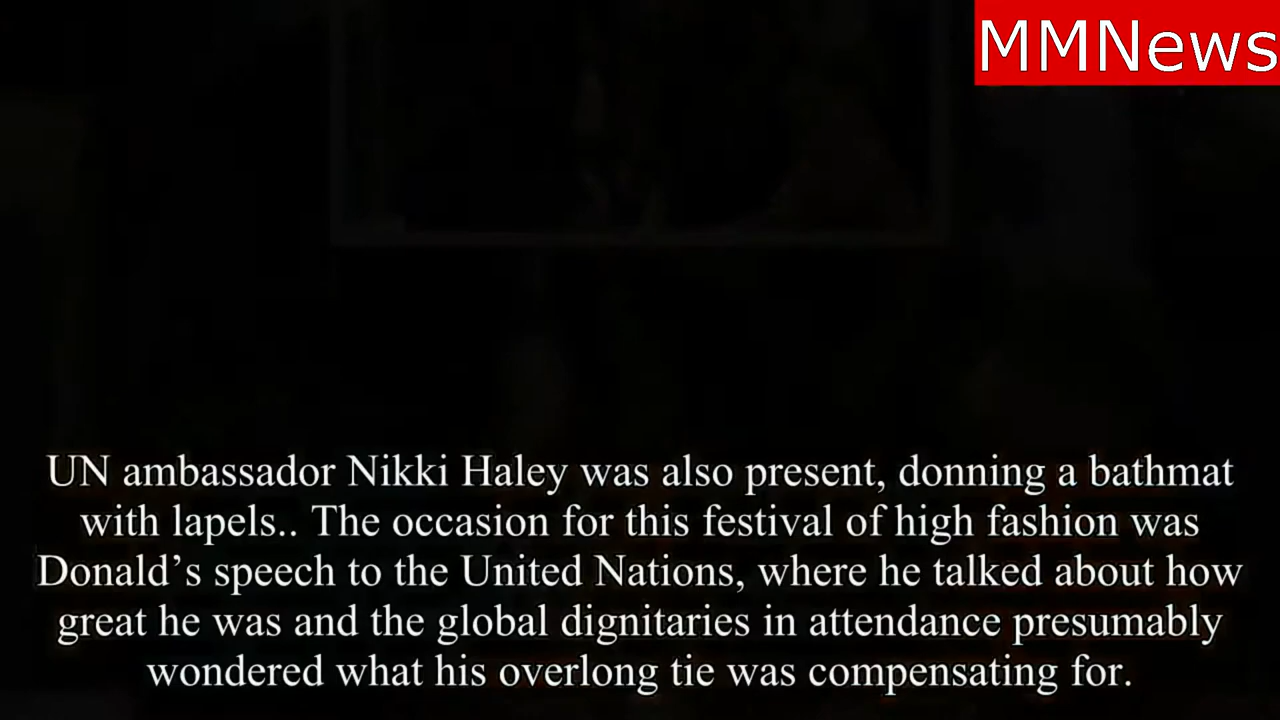 MMNews
UN ambassador Nikki Haley was also present, donning a bathmat
with lapels.. The occasion for this festival of high fashion was
Donald’s speech to the United Nations, where he talked about how
great he was and the global dignitaries in attendance presumably
wondered what his overlong tie was compensating for.